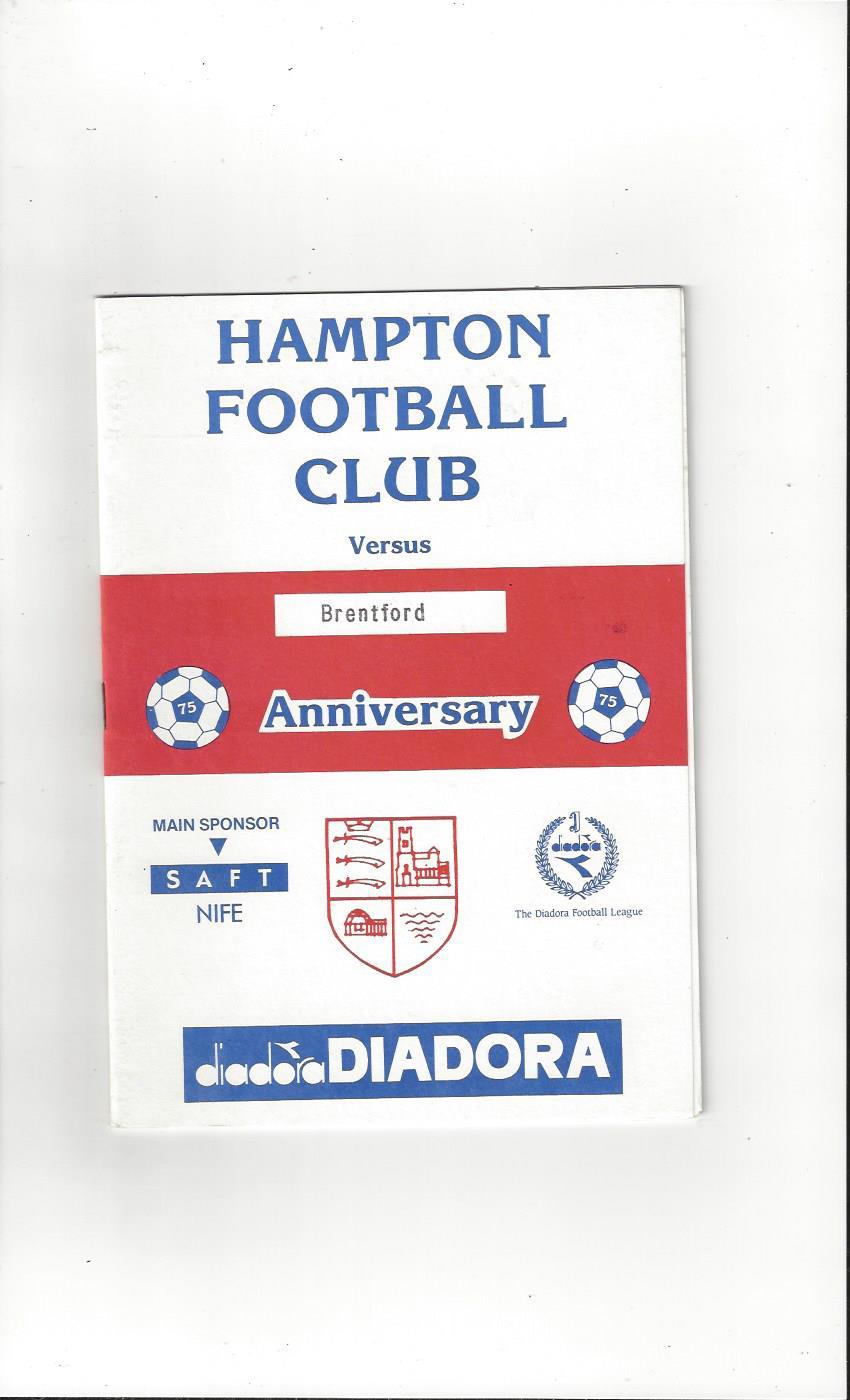 HAMPTON
FOOTBALL
CLUB
Versus
Brentford
75
Anniversary
75
MAIN SPONSOR
SAFT
NIFE
diadora
The Diadora Football League
diadora DIADORA